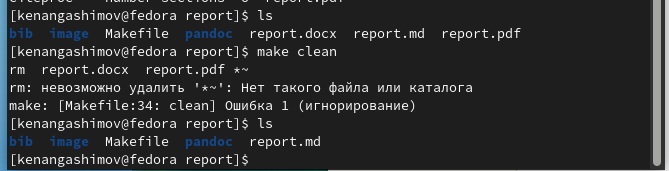 [kenangashimov@fedora report]$ ls
bib  image  Makefile  pandoc  report.docx  report.md  report.pdf
[kenangashimov@fedora report]$ make clean
rm  report.docx  report.pdf *~
rm: невозможно удалить '*~': Нет такого файла или каталога
make: [Makefile:34: clean] Ошибка 1 (игнорирование)
[kenangashimov@fedora report]$ ls
bib  image  Makefile  pandoc  report.md
[kenangashimov@fedora report]$